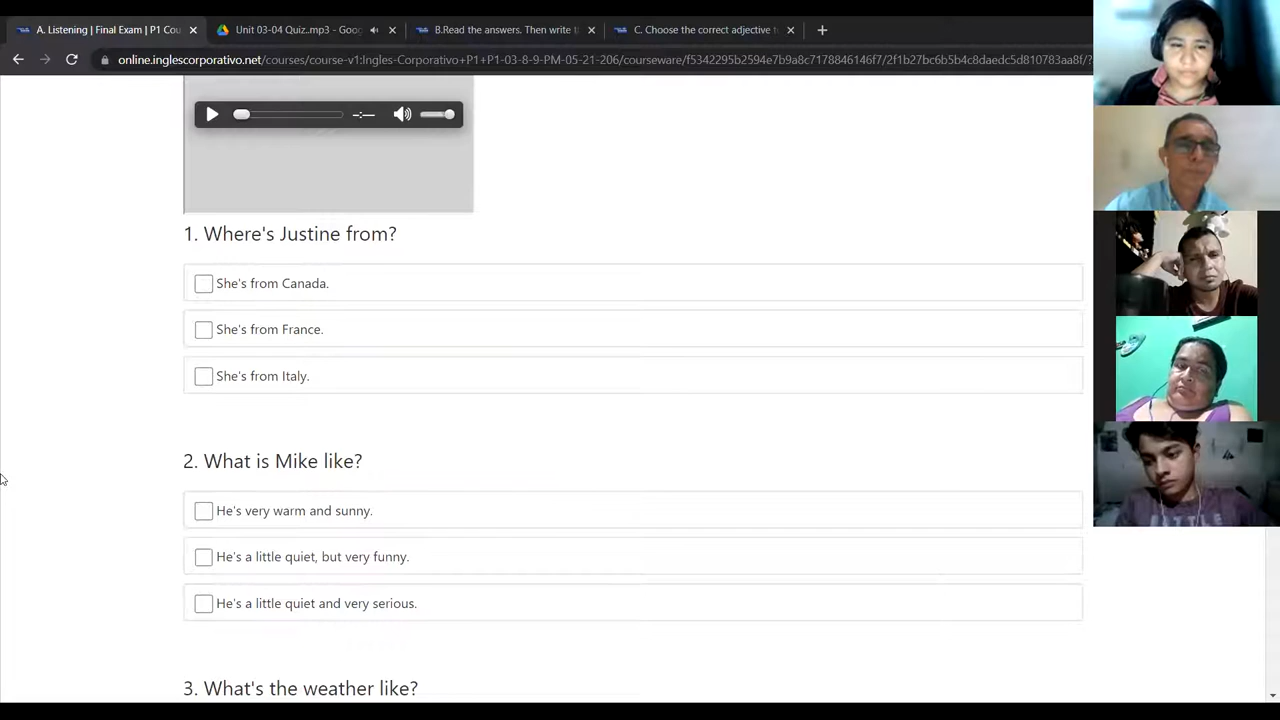 A. Listening | Final Exam | P1 Cou
Unit 03-04 Quiz..mp3 - Goog
B.Read the answers. Then write t
C. Choose the correct adjective t
online.inglescorporativo.net/courses/course-v1:Ingles-Corporativo+P1+P1-03-8-9-PM-05-21-206/courseware/f5342295b2594e7b9a8c7178846146f7/2f1b27bc6b5b4c8daedc5d810783aa8f/?
-:--
1. Where's Justine from?
She's from Canada.
She's from France.
She's from Italy.
2. What is Mike like?
He's very warm and sunny.
He's a little quiet, but very funny.
He's a little quiet and very serious.
3. What's the weather like?
LITTLE